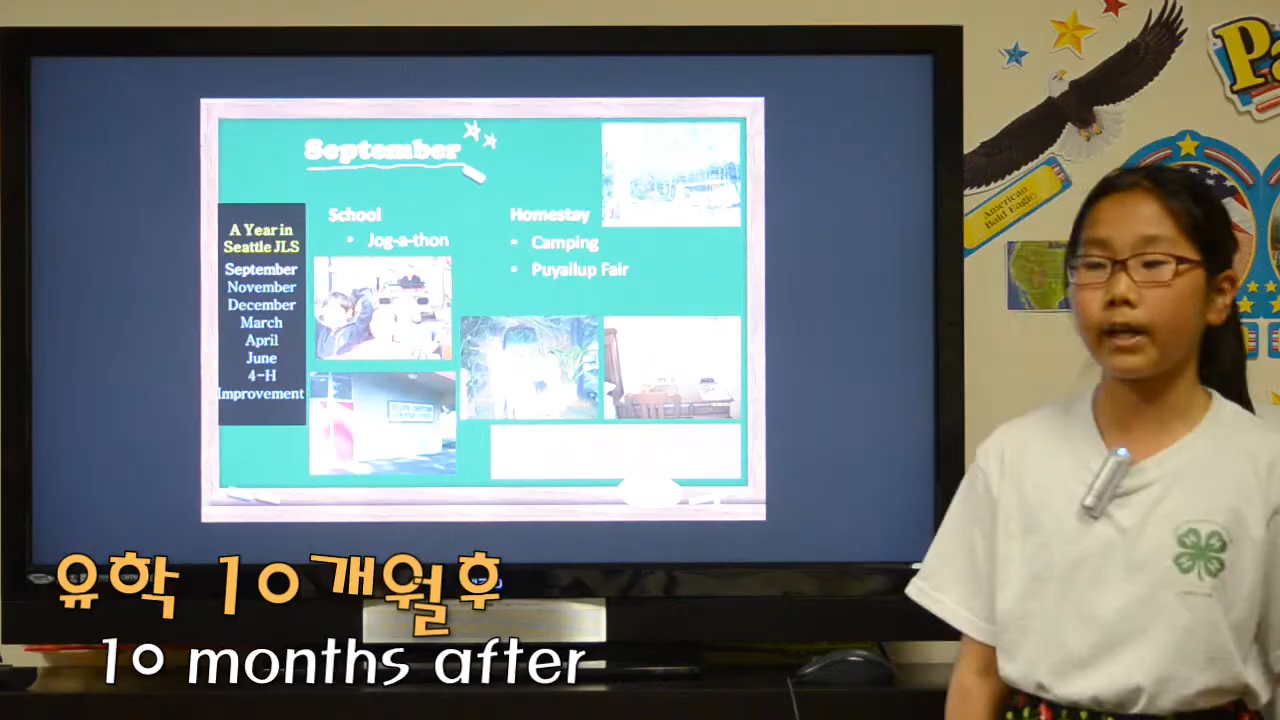 September
School
• Jog-a-thon
Homestay
• Camping
• Puyallup Fair
A Year in
Seattle JLS
September
November
December
March
April
June
4-H
Improvement
American
Bald Eagle
Pa
유학 10개월후
10 months after